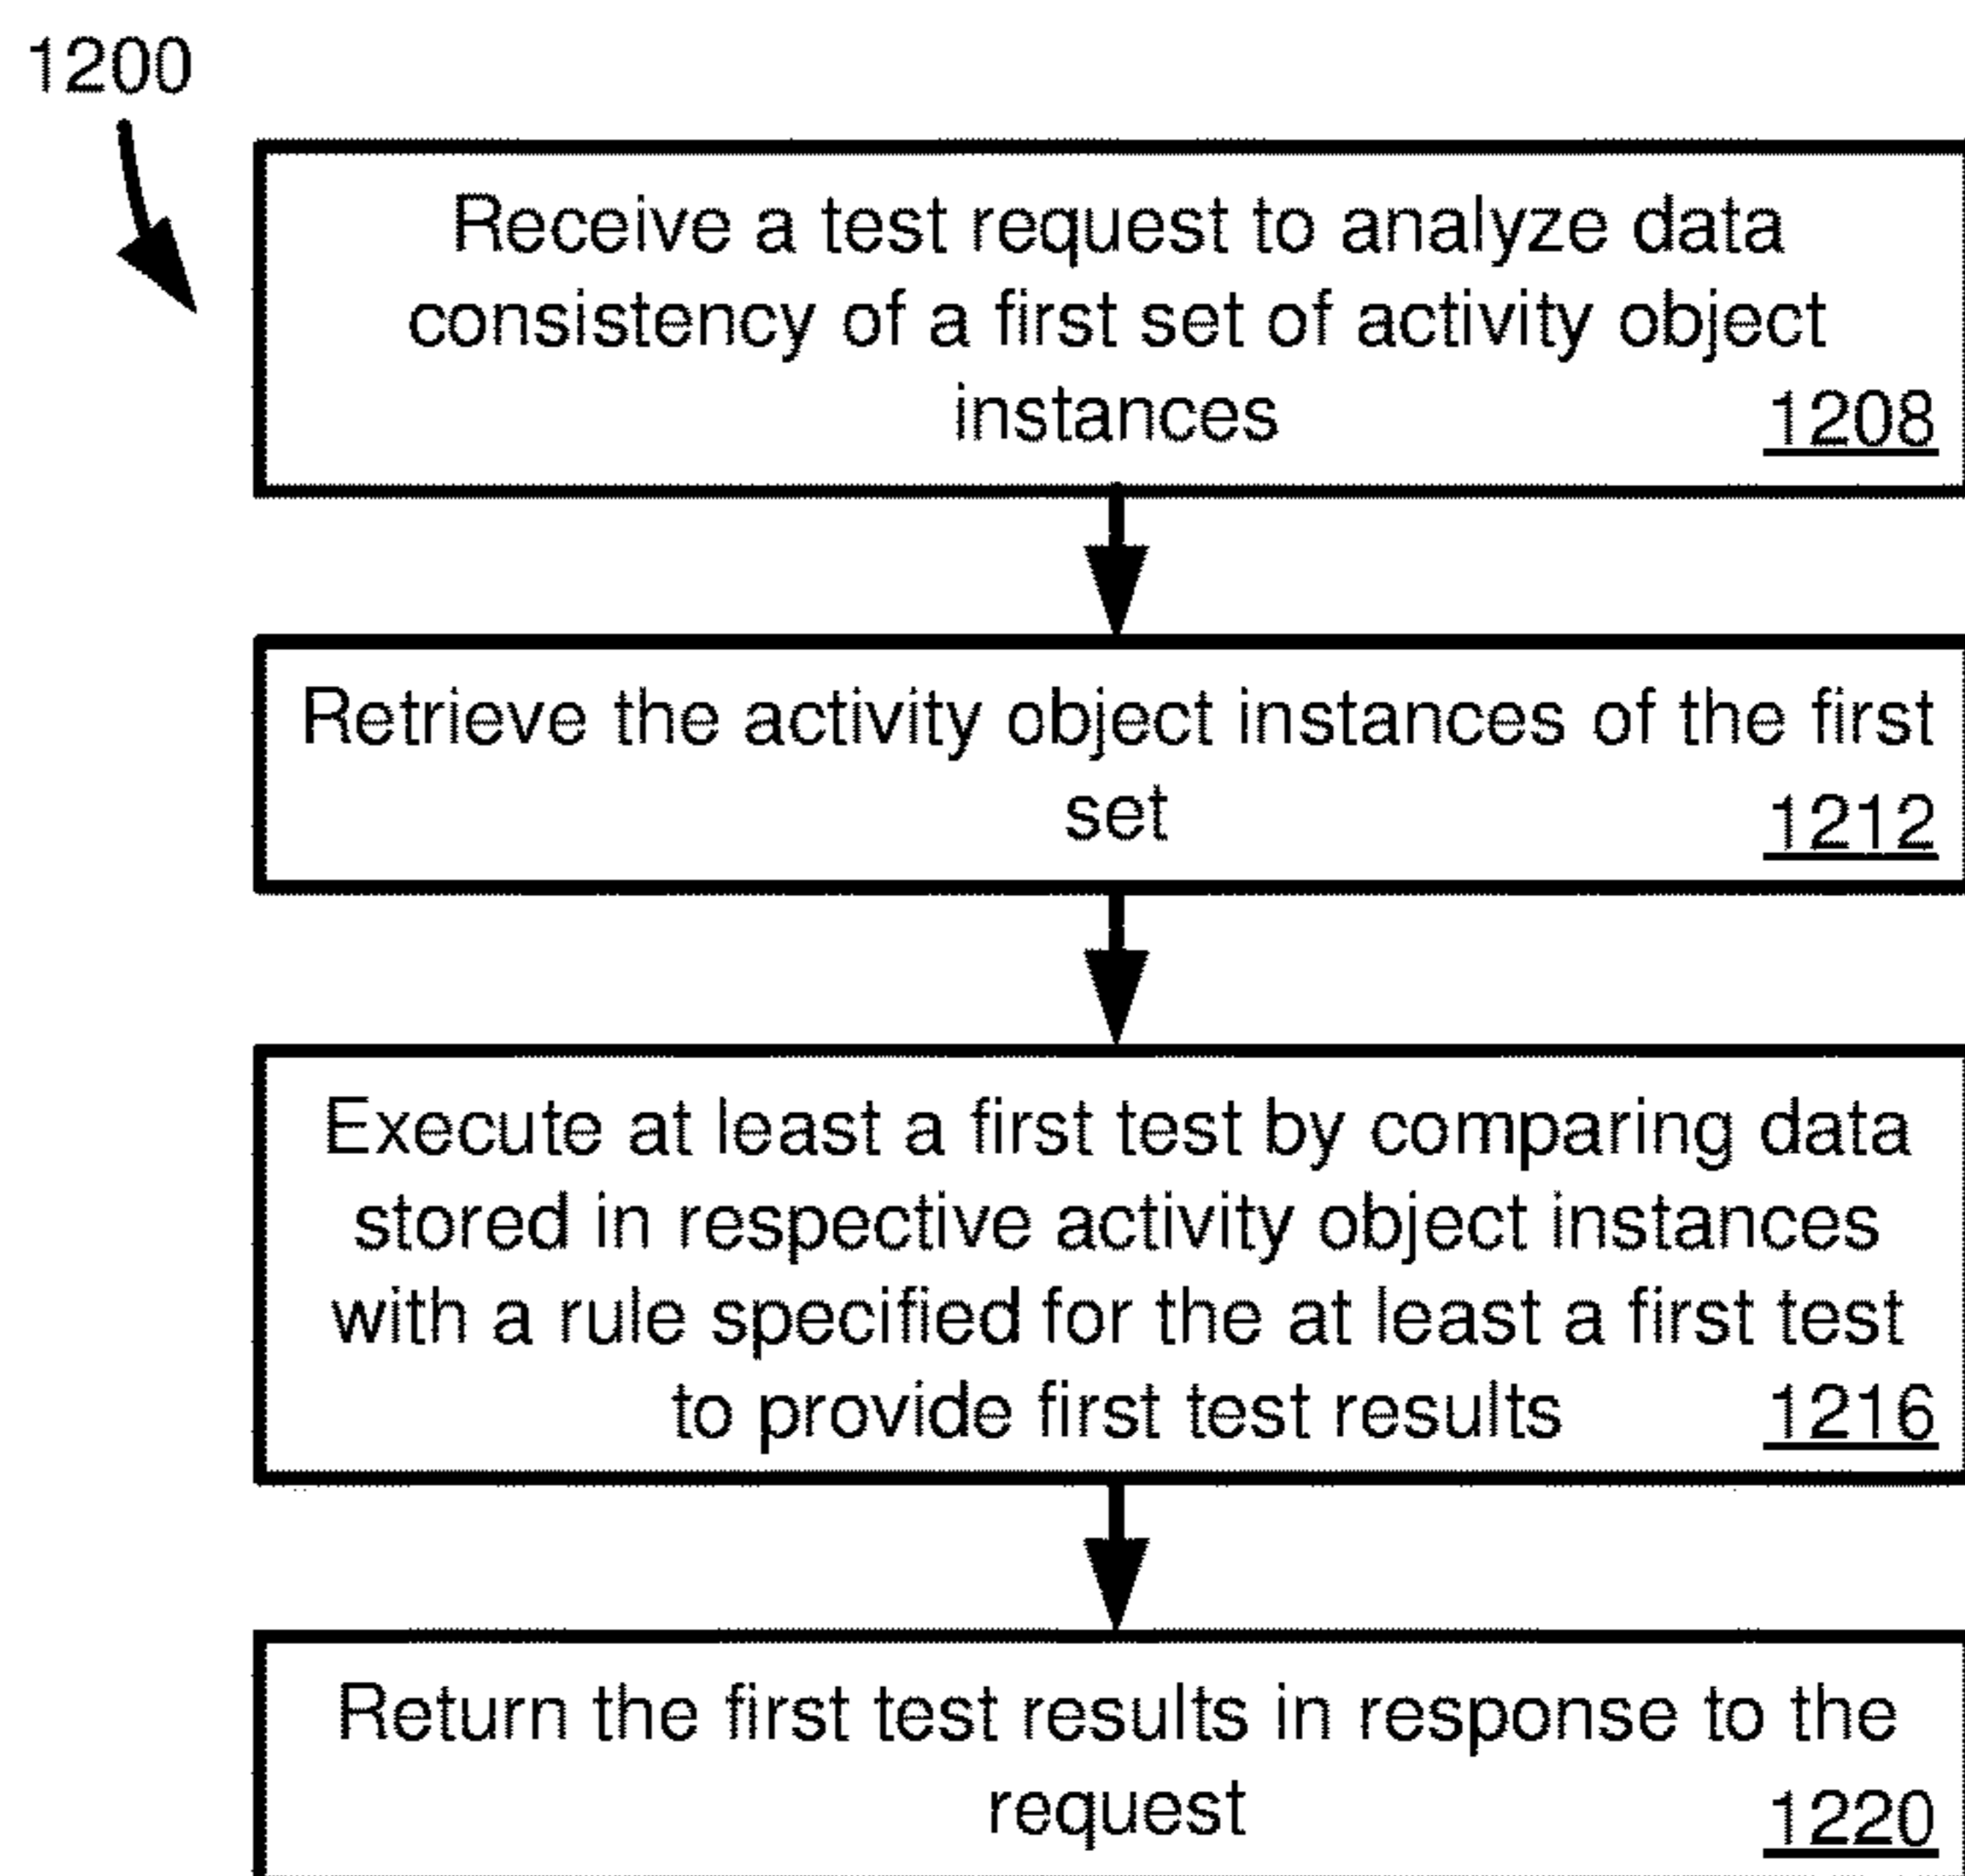 1200
Receive a test request to analyze data
consistency of a first set of activity object
instances 1208
Retrieve the activity object instances of the first
set 1212
Execute at least a first test by comparing data
stored in respective activity object instances
with a rule specified for the at least a first test
to provide first test results 1216
Return the first test results in response to the
request 1220